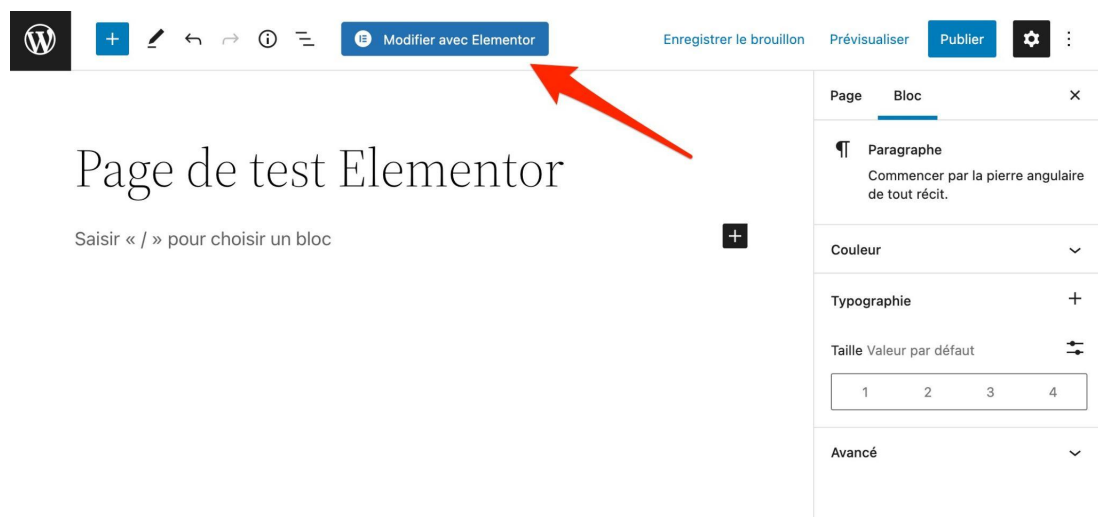 Modifier avec Elementor
Enregistrer le brouillon
Prévisualiser
Publier
Page
Bloc
Page de test Elementor
Saisir « / » pour choisir un bloc
Paragraphe
Commencer par la pierre angulaire
de tout récit.
Couleur
Typographie
Taille Valeur par défaut
1 2 3 4
Avancé